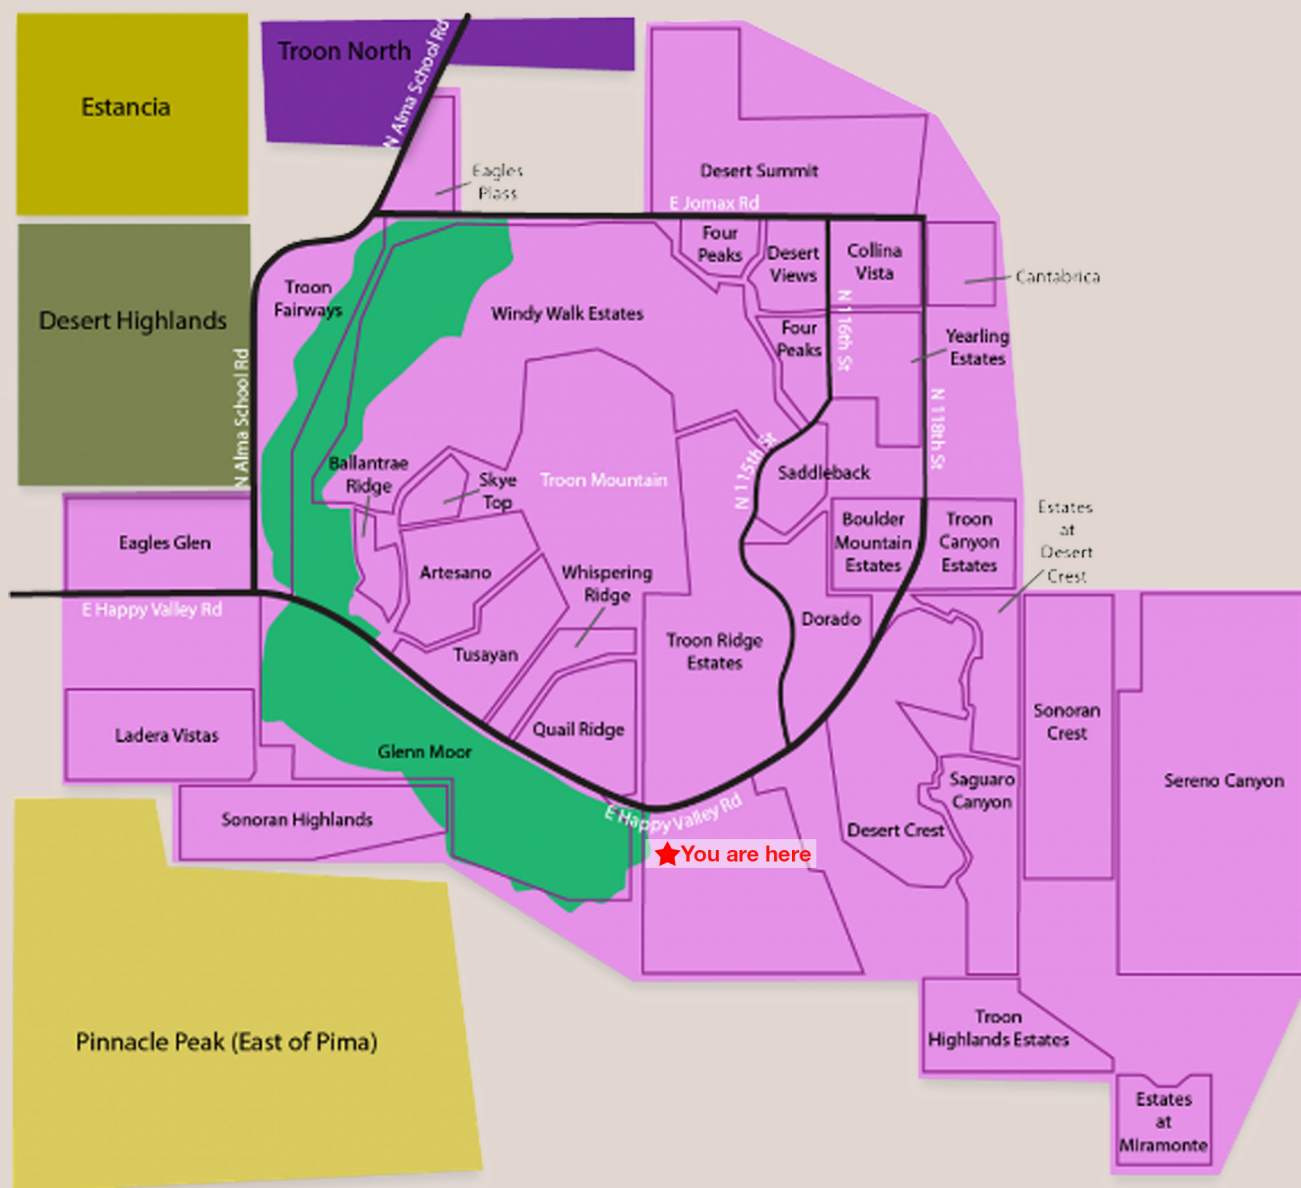 Troon North
N Alma School Rd
Estancia
Eagles
Plass
Desert Summit
E Jomax Rd
Four
Peaks
Desert
Views
Collina
Vista
Cantabrica
Troon
Fairways
Desert Highlands
Windy Walk Estates
N 116th St
Four
Peaks
Yearling
Estates
N Alma School Rd
N 118th St
Ballantrae
Ridge
Skye
Top
Troon Mountain
N 115th St
Saddleback
Eagles Glen
Boulder
Mountain
Estates
Troon
Canyon
Estates
Estates
at
Desert
Crest
Artesano
Whispering
Ridge
E Happy Valley Rd
Dorado
Troon Ridge
Estates
Tusayan
Ladera Vistas
Quail Ridge
Glenn Moor
Sonoran
Crest
Saguaro
Canyon
Sereno Canyon
Sonoran Highlands
E Happy Valley Rd
Desert Crest
You are here
Pinnacle Peak (East of Pima)
Troon
Highlands Estates
Estates
at
Miramonte